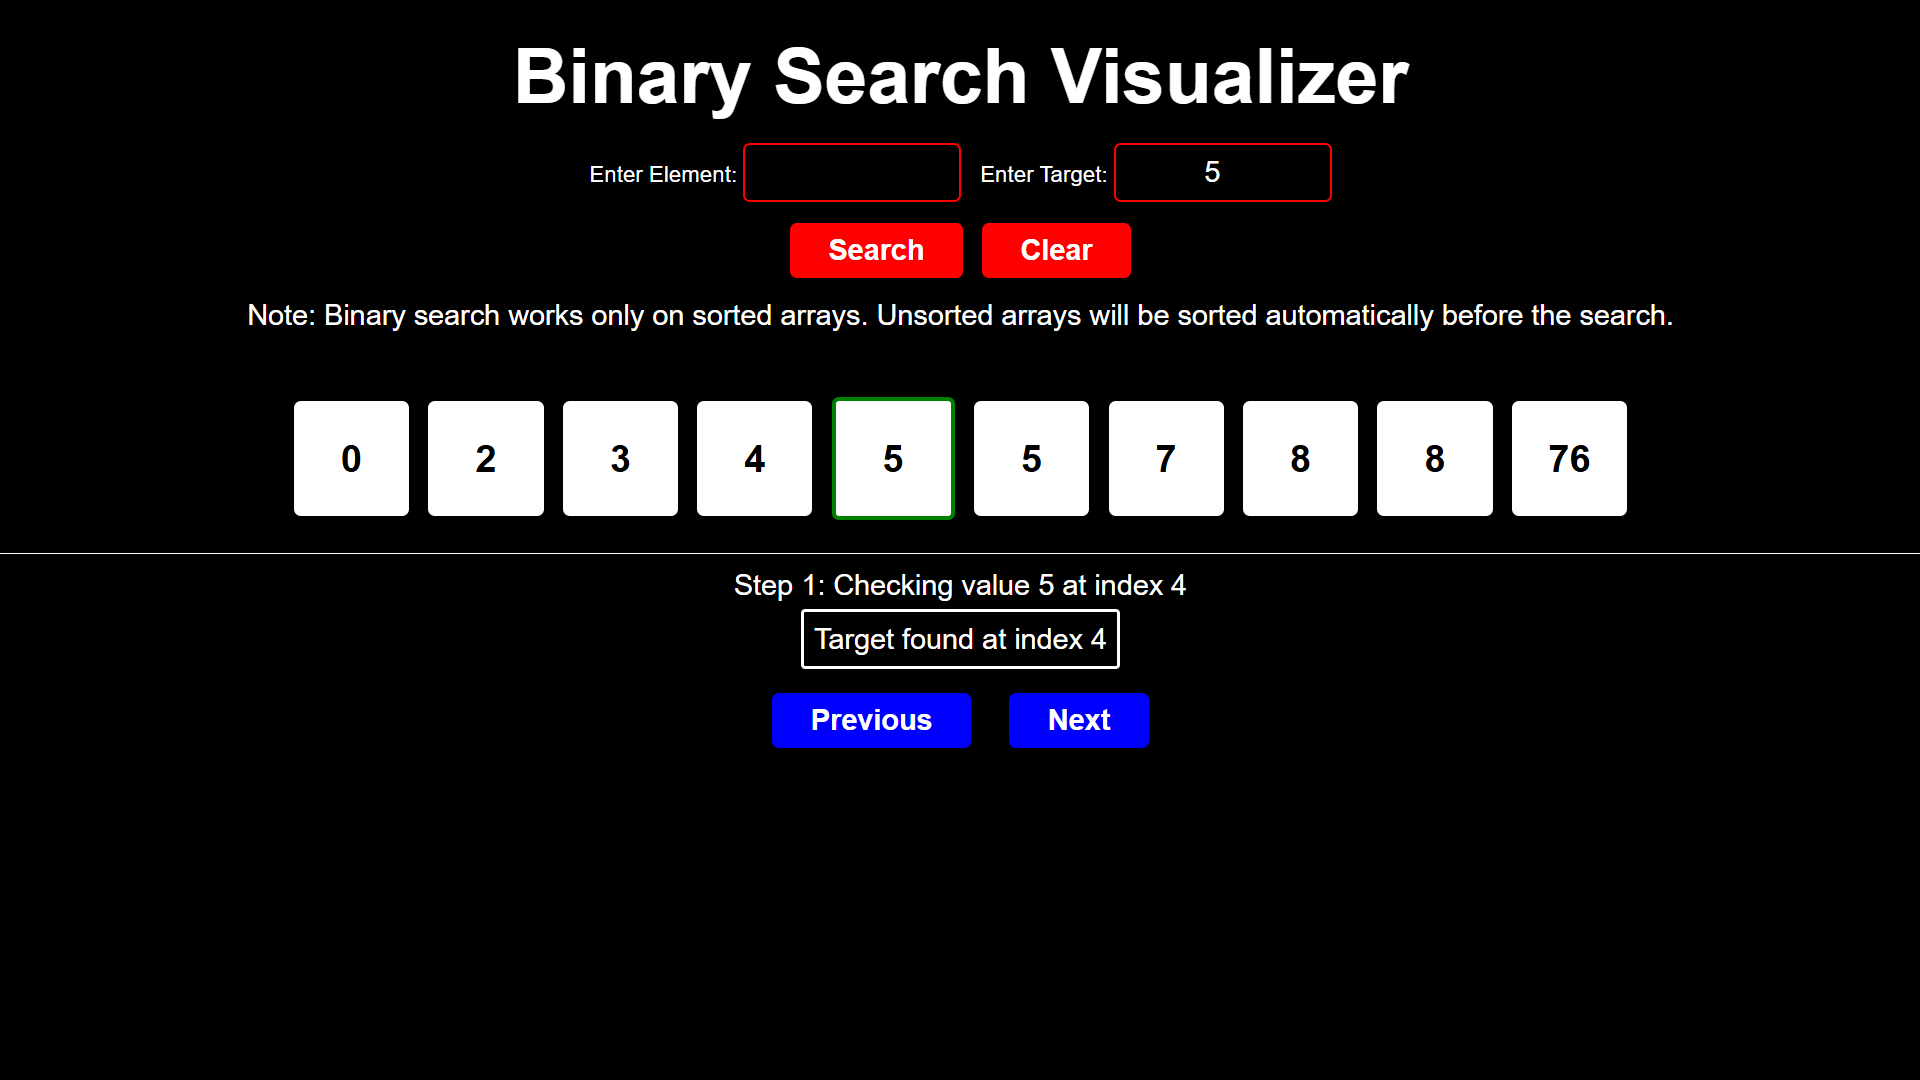 Binary Search Visualizer
Enter Element: Enter Target: 5
Search Clear
Note: Binary search works only on sorted arrays. Unsorted arrays will be sorted automatically before the search.
0 2 3 4 5 5 7 8 8 76
Step 1: Checking value 5 at index 4
Target found at index 4
Previous Next